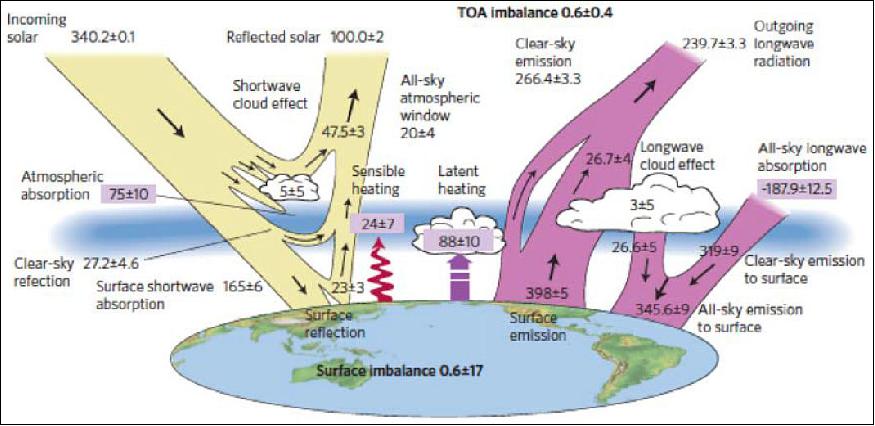 TOA imbalance 0.6±0.4
Incoming
solar 340.2±0.1
Reflected solar 100.0±2
Outgoing
longwave
radiation
239.7±3.3
Clear-sky
emission
266.4±3.3
Shortwave
cloud effect
47.5±3
All-sky
atmospheric
window
20±4
Longwave
cloud effect
26.7±4
All-sky longwave
absorption
-187.9±12.5
Atmospheric
absorption 75±10
5±5
Sensible
heating
24±7
Latent
heating
88±10
3±5
26.6±5
319±9
Clear-sky emission
to surface
Clear-sky 27.2±4.6
refection
Surface shortwave 165±6
absorption
23±3
398±5
345.6±9
All-sky emission
to surface
Surface
reflection
Surface
emission
Surface imbalance 0.6±17